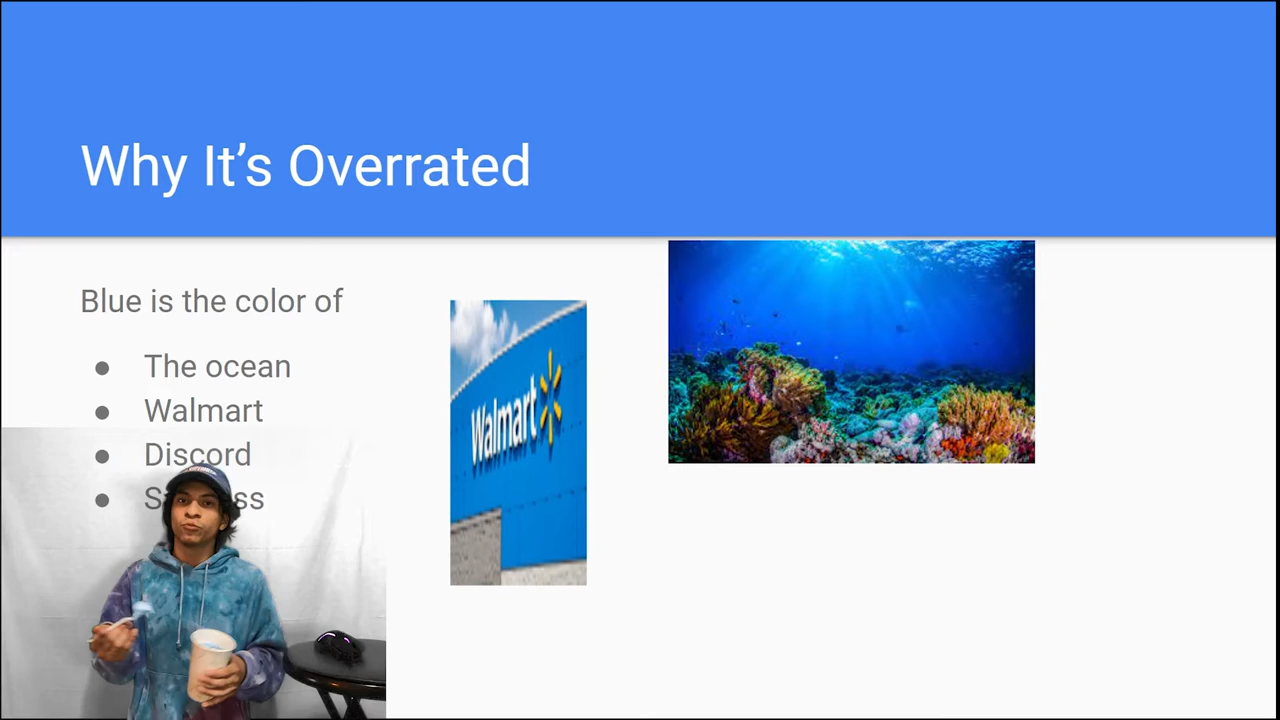 Why It's Overrated
Blue is the color of
The ocean
Walmart
Discord
Walmart